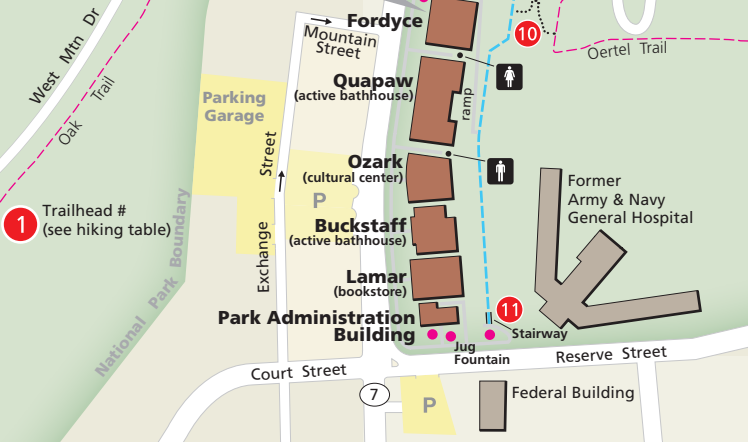 West Mtn Dr
Oak Trail
Parking
Garage
Mountain
Street
Fordyce
10
Oertel Trail
Quapaw
(active bathhouse)
ramp
Exchange Street
Ozark
(cultural center)
P
Former
Army & Navy
General Hospital
1
Trailhead #
(see hiking table)
National Park Boundary
Buckstaff
(active bathhouse)
Lamar
(bookstore)
Park Administration
Building
11
Stairway
Jug
Fountain
Reserve Street
Court Street
7
P
Federal Building